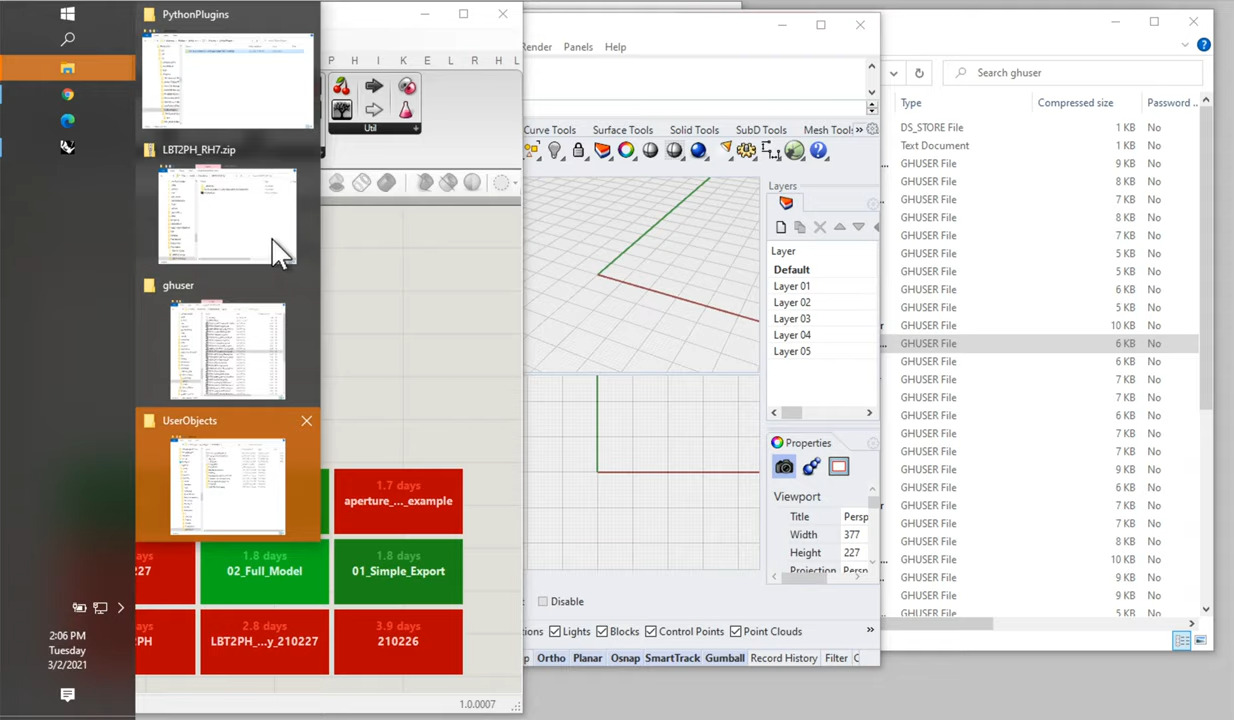 PythonPlugins
LBT2PH_RH7.zip
ghuser
UserObjects
2:06 PM
Tuesday
3/2/2021
P H I K E L R H L
Util
1.7 days
aperture_..._example
227
1.8 days
02_Full_Model
1.8 days
01_Simple_Export
2PH
2.8 days
LBT2PH_...y_210227
3.9 days
210226
1.0.0007
Render Panels Help
Curve Tools Surface Tools Solid Tools SubD Tools Mesh Tools »
Layers
Layer
Default
Layer 01
Layer 02
Layer 03
Layer 04
Layer 05
Properties
Viewport
Title Persp
Width 377
Height 227
Projection Persp
Disable
Lights Blocks Control Points Point Clouds »
Ortho Planar Osnap SmartTrack Gumball Record History Filter
Search ghuser
Type Compressed size Password ...
DS_STORE File 1 KB No
Text Document 1 KB No
GHUSER File 9 KB No
GHUSER File 8 KB No
GHUSER File 7 KB No
GHUSER File 8 KB No
GHUSER File 5 KB No
GHUSER File 5 KB No
GHUSER File 5 KB No
GHUSER File 6 KB No
GHUSER File 7 KB No
GHUSER File 10 KB No
GHUSER File 6 KB No
GHUSER File 6 KB No
GHUSER File 7 KB No
GHUSER File 7 KB No
GHUSER File 6 KB No
GHUSER File 7 KB No
GHUSER File 7 KB No
GHUSER File 5 KB No
GHUSER File 9 KB No
GHUSER File 7 KB No
GHUSER File 8 KB No
GHUSER File 10 KB No
GHUSER File 9 KB No
GHUSER File 5 KB No